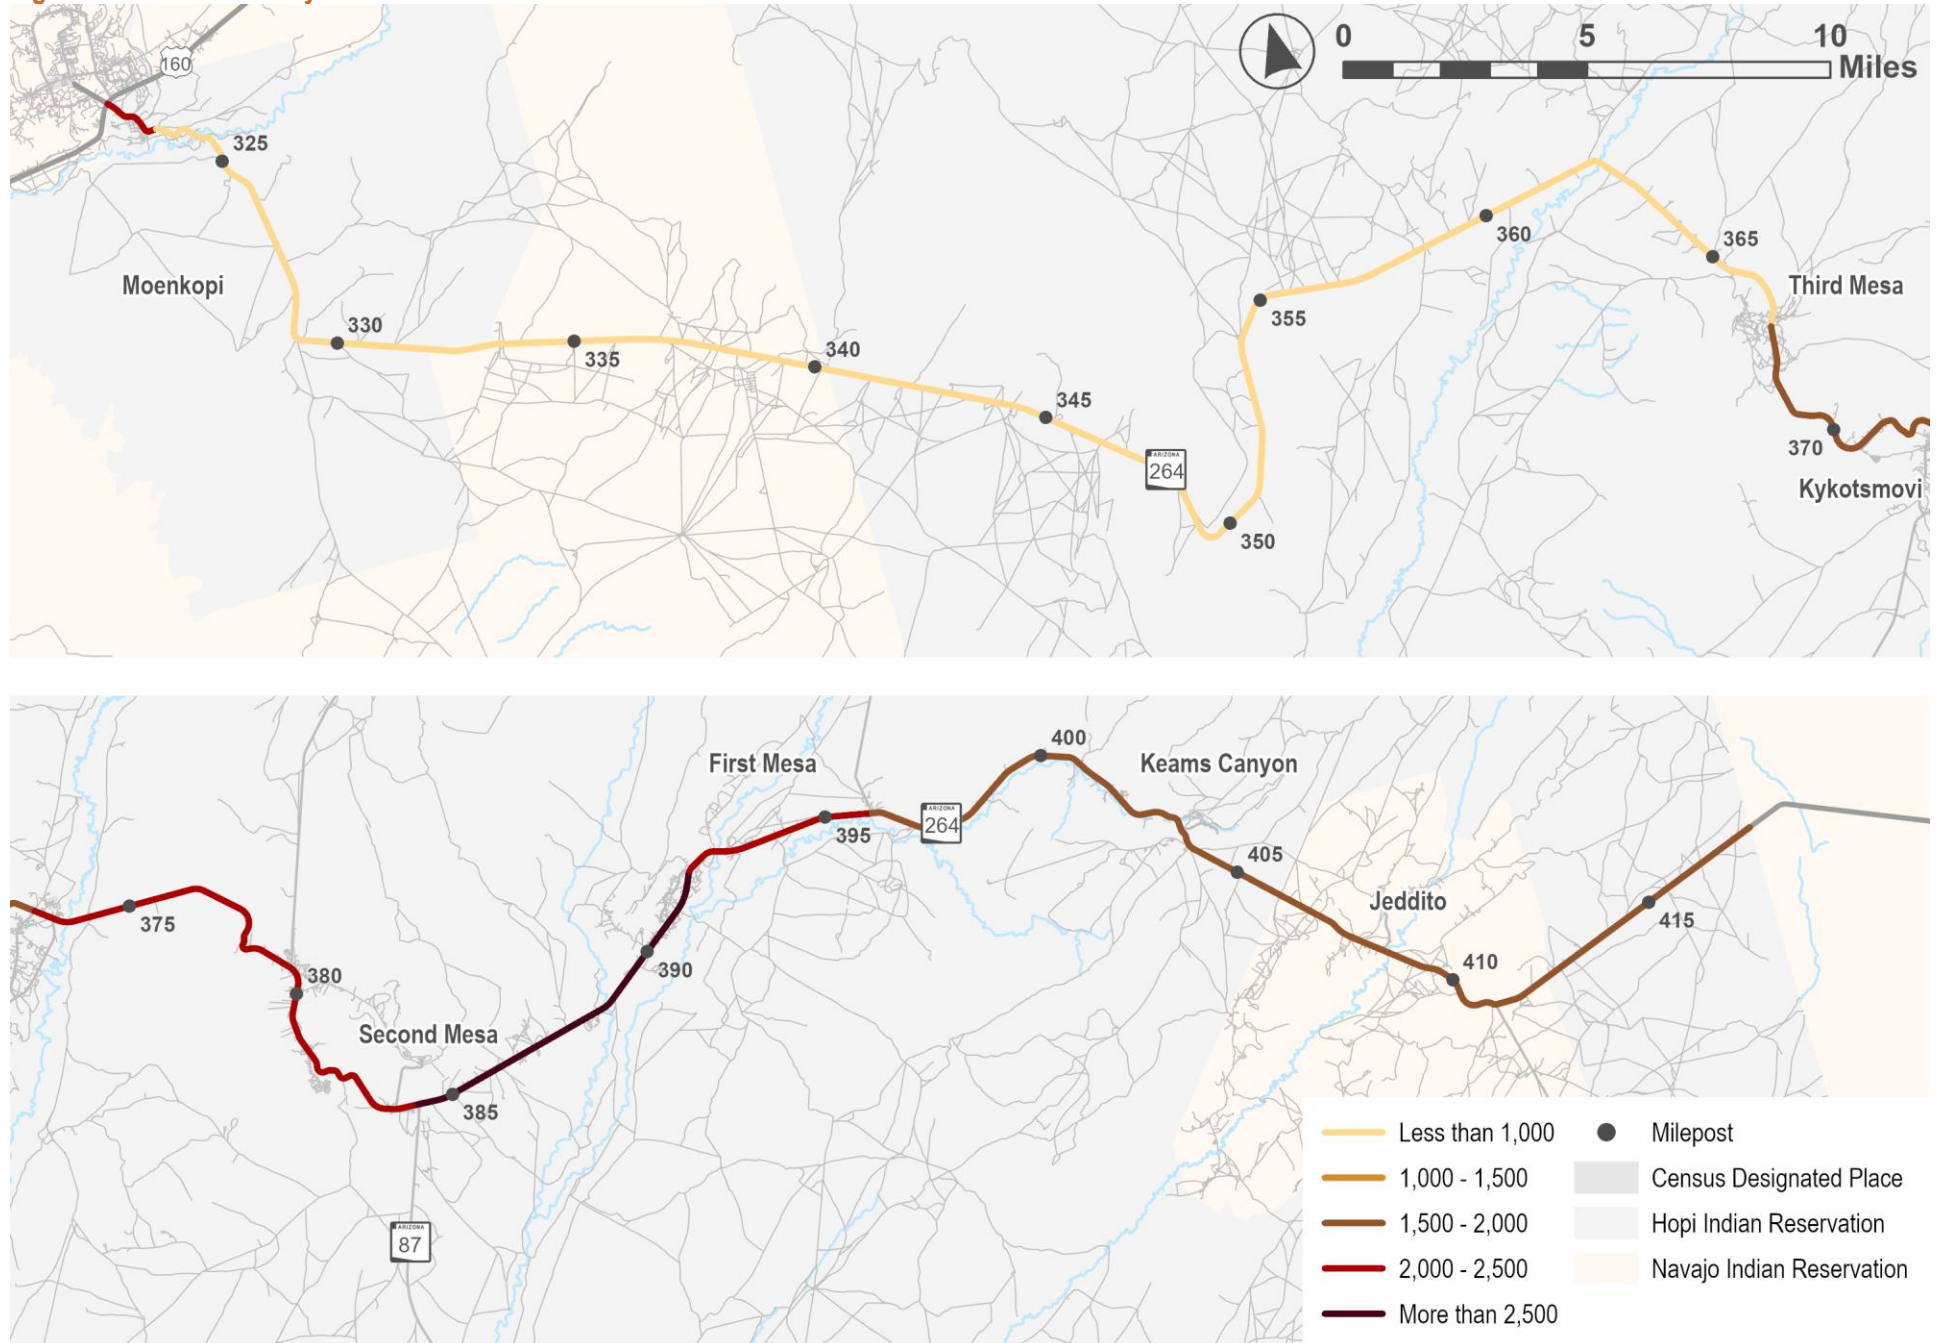 160
0 5 10
Miles
325
Moenkopi
330
335
340
345
ARIZONA
264
350
355
360
365
Third Mesa
370
Kykotsmovi
375
380
Second Mesa
385
ARIZONA
87
390
First Mesa
395
ARIZONA
264
400
Keams Canyon
405
Jeddito
410
415
Less than 1,000
1,000 - 1,500
1,500 - 2,000
2,000 - 2,500
More than 2,500
Milepost
Census Designated Place
Hopi Indian Reservation
Navajo Indian Reservation